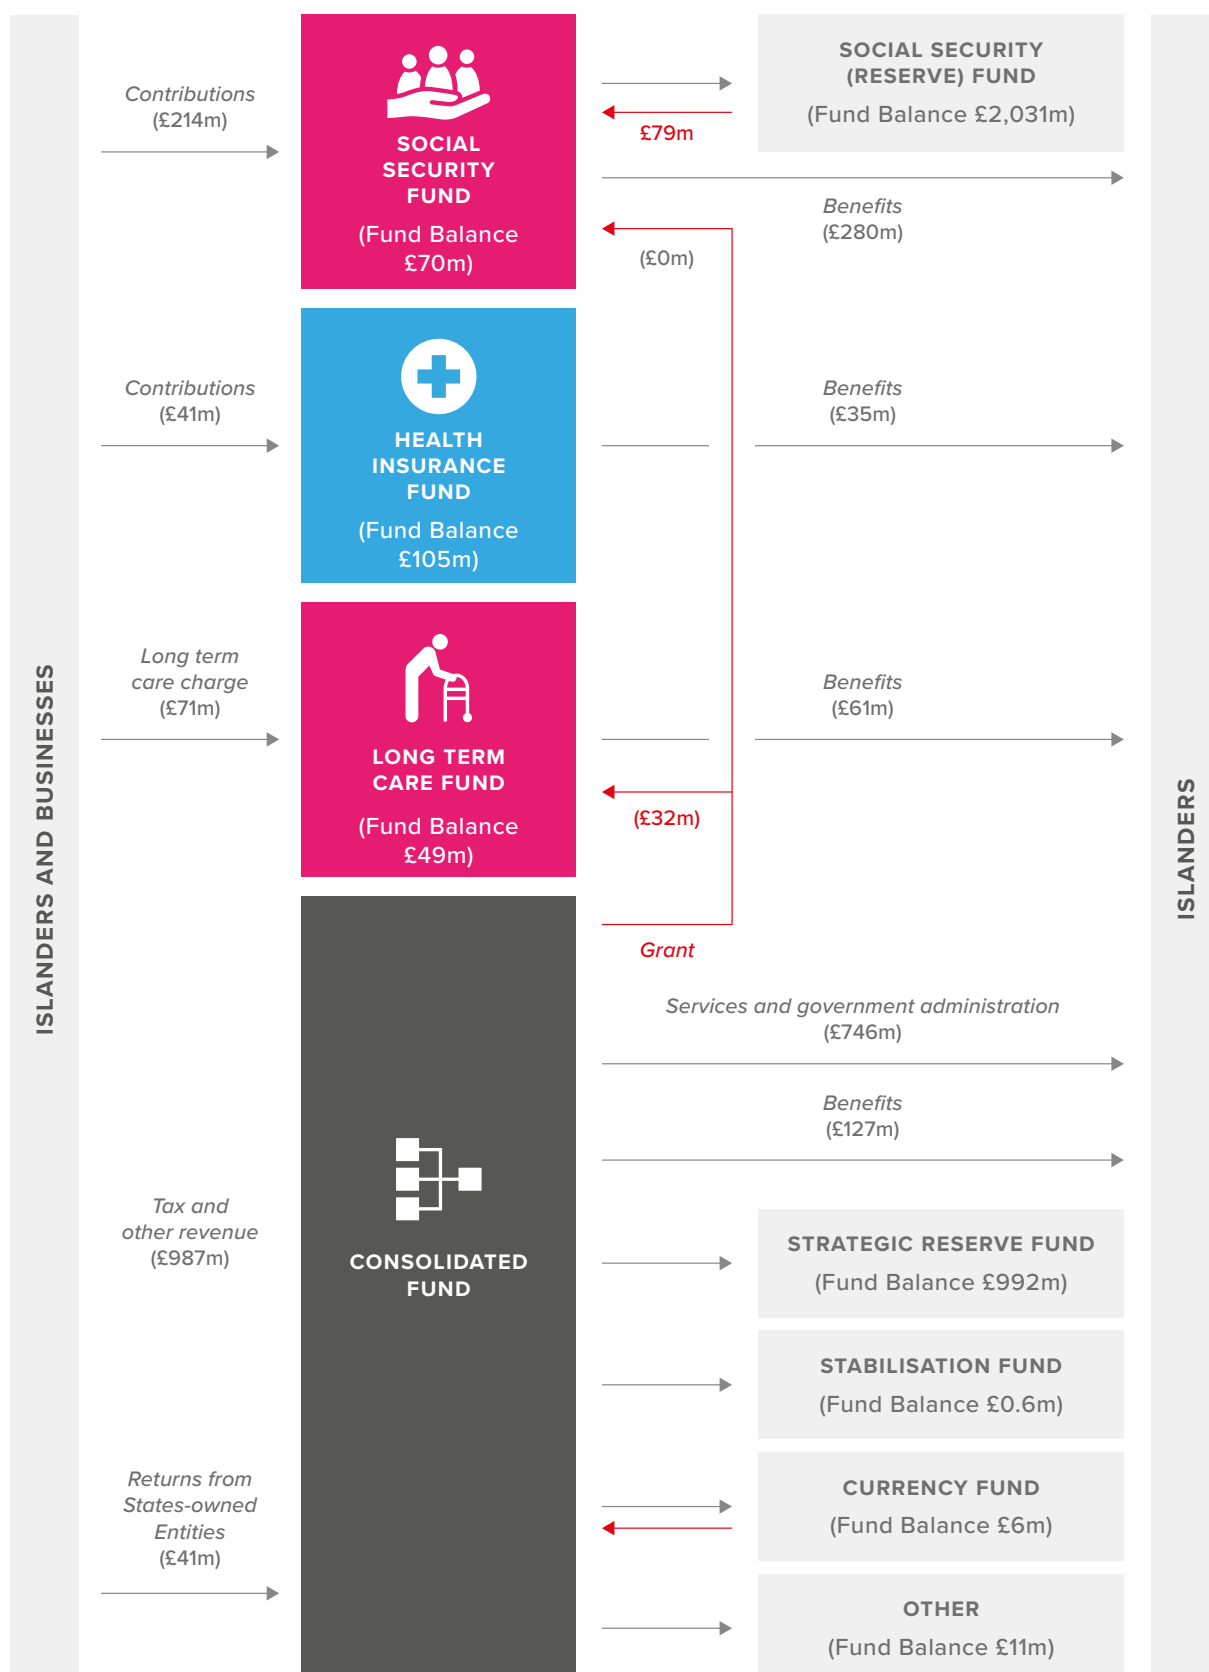 ISLANDERS AND BUSINESSES
Contributions
(£214m)
SOCIAL
SECURITY
FUND
(Fund Balance
£70m)
£79m
SOCIAL SECURITY
(RESERVE) FUND
(Fund Balance £2,031m)
Benefits
(£280m)
(£0m)
Contributions
(£41m)
HEALTH
INSURANCE
FUND
(Fund Balance
£105m)
Benefits
(£35m)
Long term
care charge
(£71m)
LONG TERM
CARE FUND
(Fund Balance
£49m)
Benefits
(£61m)
(£32m)
Grant
Services and government administration
(£746m)
Benefits
(£127m)
Tax and
other revenue
(£987m)
CONSOLIDATED
FUND
STRATEGIC RESERVE FUND
(Fund Balance £992m)
STABILISATION FUND
(Fund Balance £0.6m)
Returns from
States-owned
Entities
(£41m)
CURRENCY FUND
(Fund Balance £6m)
OTHER
(Fund Balance £11m)
ISLANDERS